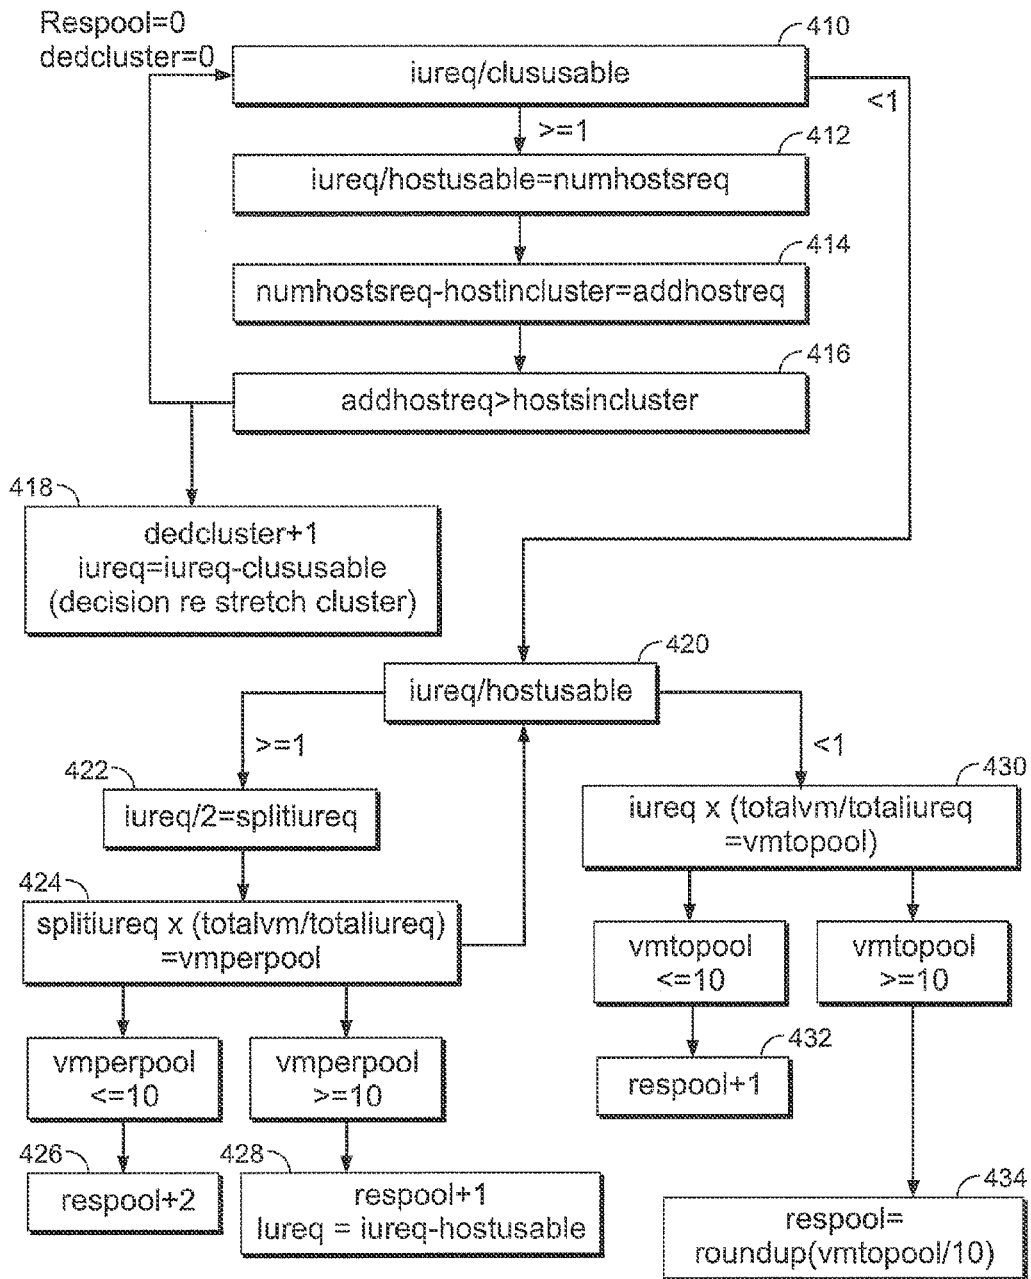 Respool=0
dedcluster=0
410
iureq/clususable
<1
>=1
412
iureq/hostusable=numhostsreq
414
numhostsreq-hostincluster=addhostreq
416
addhostreq>hostsincluster
418
dedcluster+1
iureq=iureq-clususable
(decision re stretch cluster)
420
iureq/hostusable
>=1
<1
422
iureq/2=splitiureq
430
iureq x (totalvm/totaliureq
=vmtopool)
424
splitiureq x (totalvm/totaliureq)
=vmperpool
vmtopool
<=10
vmtopool
>=10
vmperpool
<=10
vmperpool
>=10
432
respool+1
426
respool+2
428
respool+1
Iureq = iureq-hostusable
434
respool=
roundup(vmtopool/10)